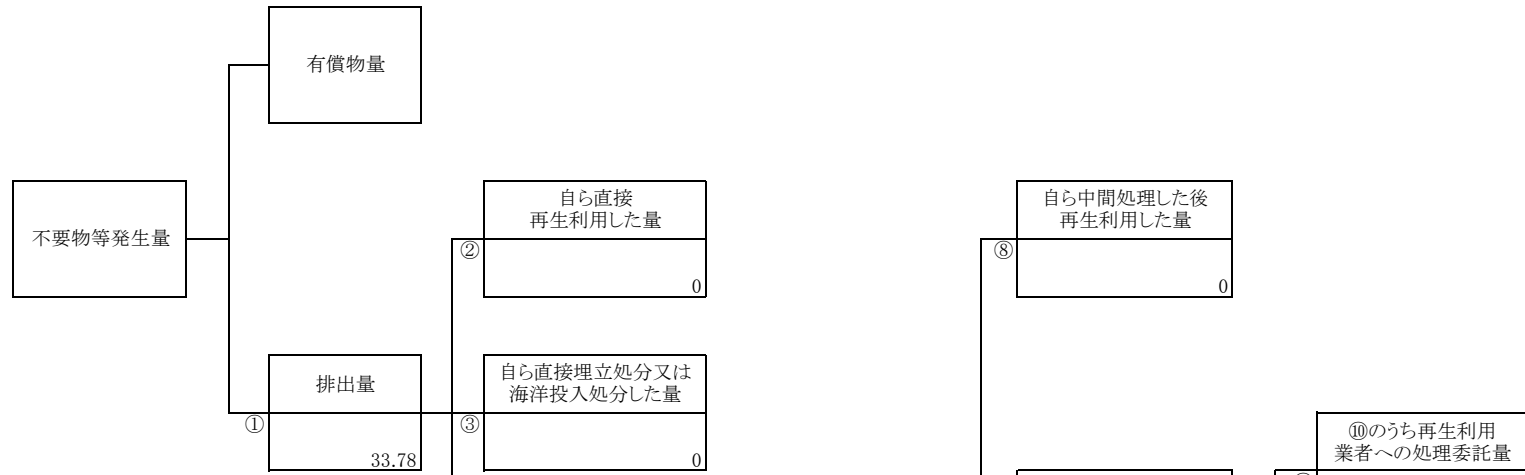 有償物量
不要物等発生量
自ら直接
再生利用した量
②
0
自ら中間処理した後
再生利用した量
⑧
0
排出量
①
33.78
自ら直接埋立処分又は
海洋投入処分した量
③
0
⑩のうち再生利用
業者への処理委託量